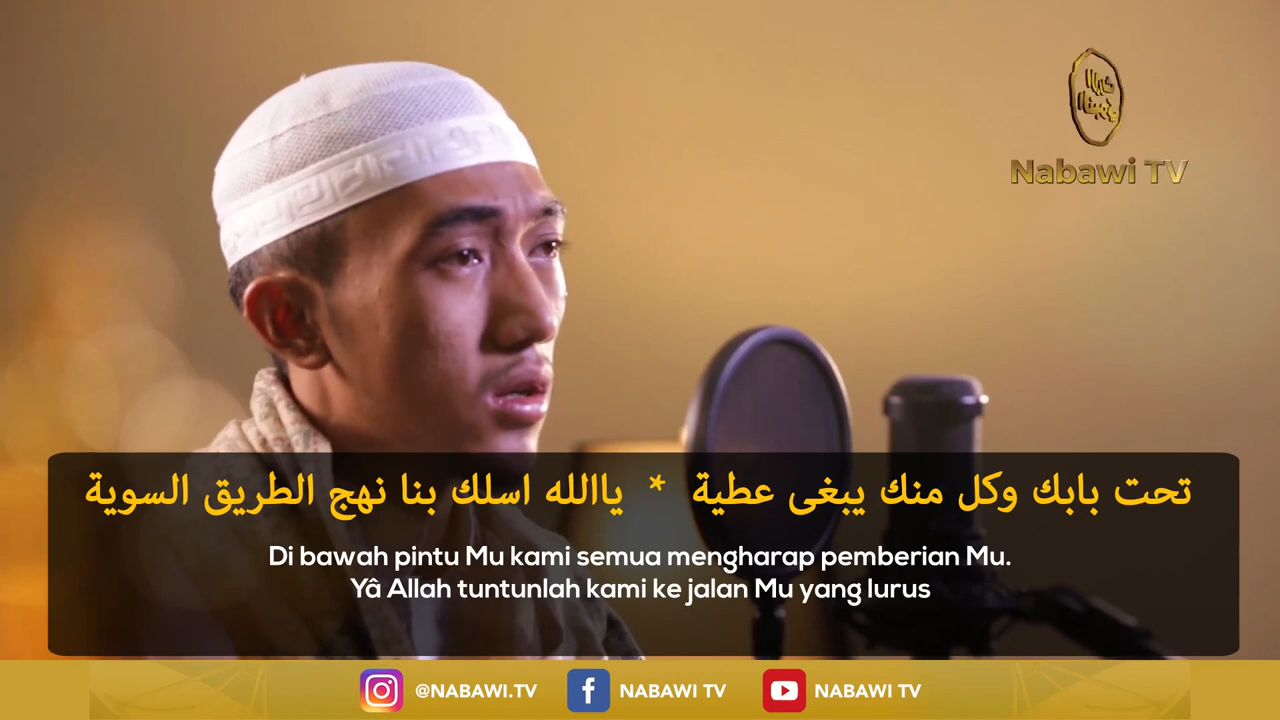 Nabawi TV
تحت بابك وكل منك يبغى عطية * ياالله اسلك بنا نهج الطريق السوية
Di bawah pintu Mu kami semua mengharap pemberian Mu.
Yâ Allah tuntunlah kami ke jalan Mu yang lurus
@NABAWI.TV NABAWI TV NABAWI TV